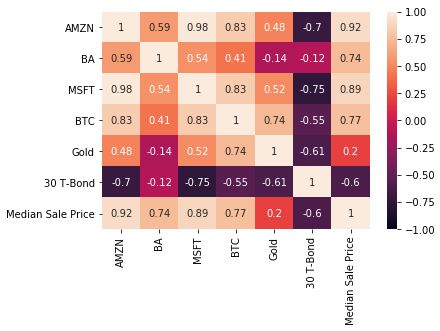 AMZN 1 0.59 0.98 0.83 0.48 -0.7 0.92
BA 0.59 1 0.54 0.41 -0.14 -0.12 0.74
MSFT 0.98 0.54 1 0.83 0.52 -0.75 0.89
BTC 0.83 0.41 0.83 1 0.74 -0.55 0.77
Gold 0.48 -0.14 0.52 0.74 1 -0.61 0.2
30 T-Bond -0.7 -0.12 -0.75 -0.55 -0.61 1 -0.6
Median Sale Price 0.92 0.74 0.89 0.77 0.2 -0.6 1
AMZN
BA
MSFT
BTC
Gold
30 T-Bond
Median Sale Price
1.00
0.75
0.50
0.25
0.00
−0.25
−0.50
−0.75
−1.00